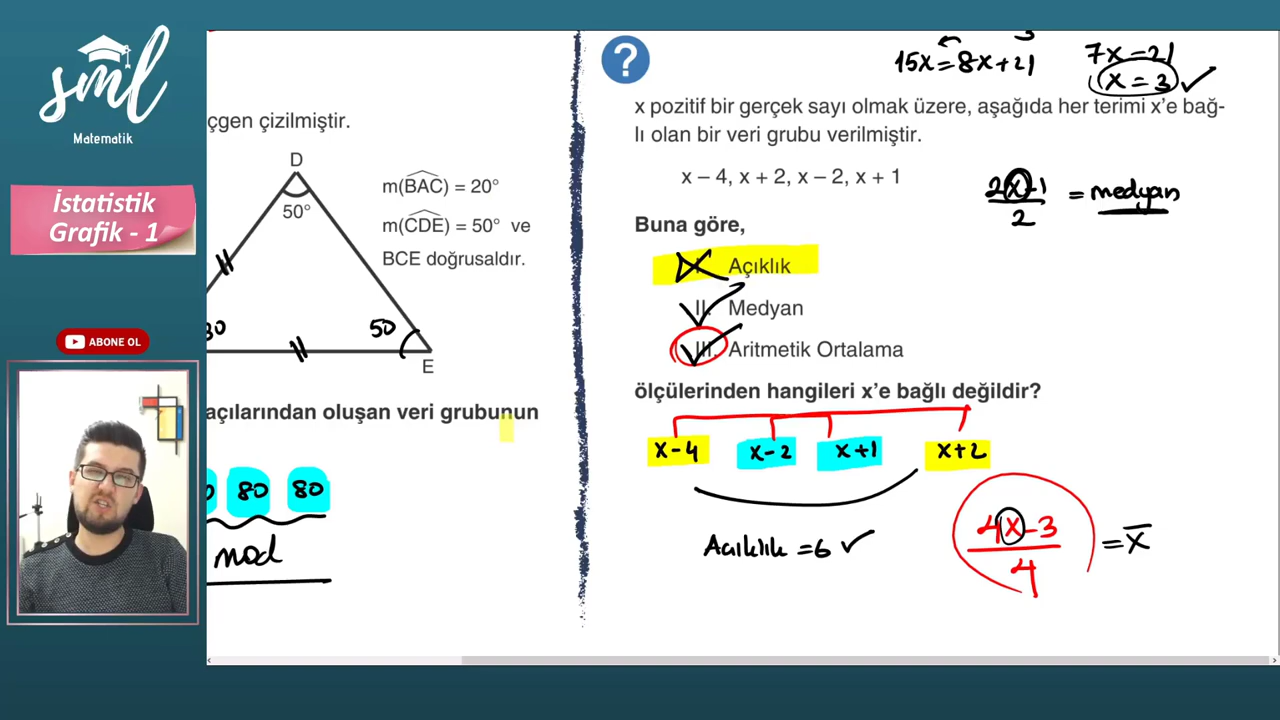 sml
Matematik
İstatistik
Grafik - 1
ABONE OL
çgen çizilmiştir.
D
50°
m(BAC) = 20°
m(CDE) = 50° ve
BCE doğrusaldır.
50
E
açılarından oluşan veri grubunun
80 80
mod
?
15x=8x+21
7x=21
x=3
x pozitif bir gerçek sayı olmak üzere, aşağıda her terimi x'e bağ-
lı olan bir veri grubu verilmiştir.
x – 4, x + 2, x – 2, x + 1
2x-1
2
=medyan
Buna göre,
Açıklık
II. Medyan
III. Aritmetik Ortalama
ölçülerinden hangileri x'e bağlı değildir?
x-4 x-2 x+1 x+2
Açıklık =6
4x-3
4
=x̅